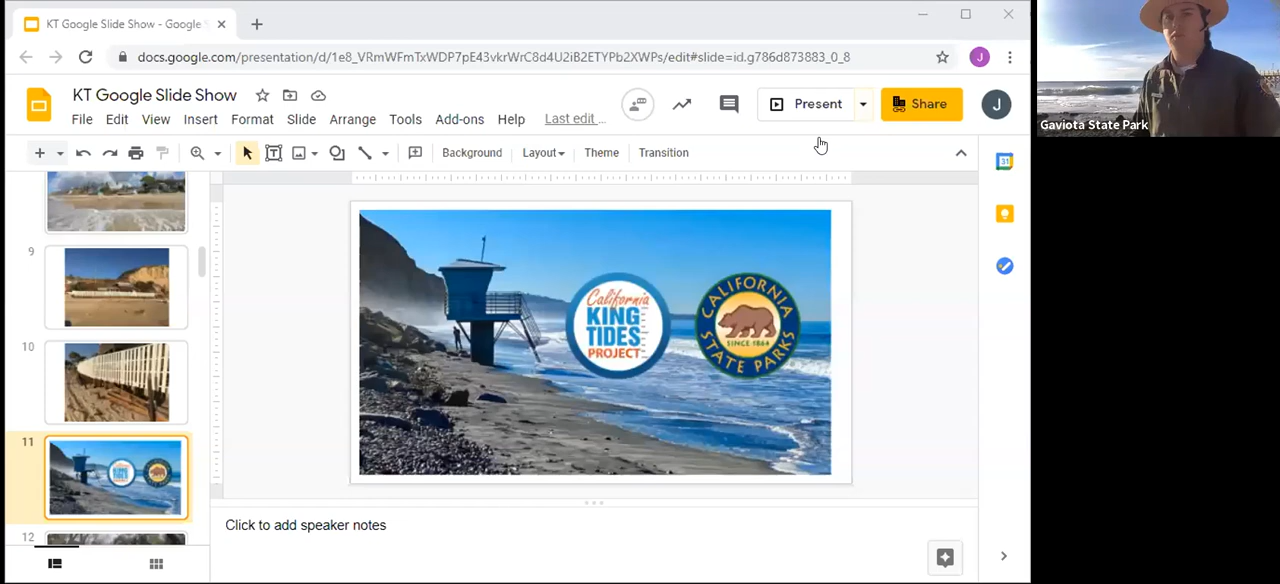 KT Google Slide Show - Google S
docs.google.com/presentation/d/1e8_VRmWFmTxWDP7pE43vkrWrC8d4U2iB2ETYPb2XWPs/edit#slide=id.g786d873883_0_8
J
KT Google Slide Show
File Edit View Insert Format Slide Arrange Tools Add-ons Help Last edit ...
Present
Share
J
Background Layout Theme Transition
31
9
10
11
12
California
KING
TIDES
PROJECT
CALIFORNIA
SINCE 1864
STATE PARKS
Click to add speaker notes
Gaviota State Park